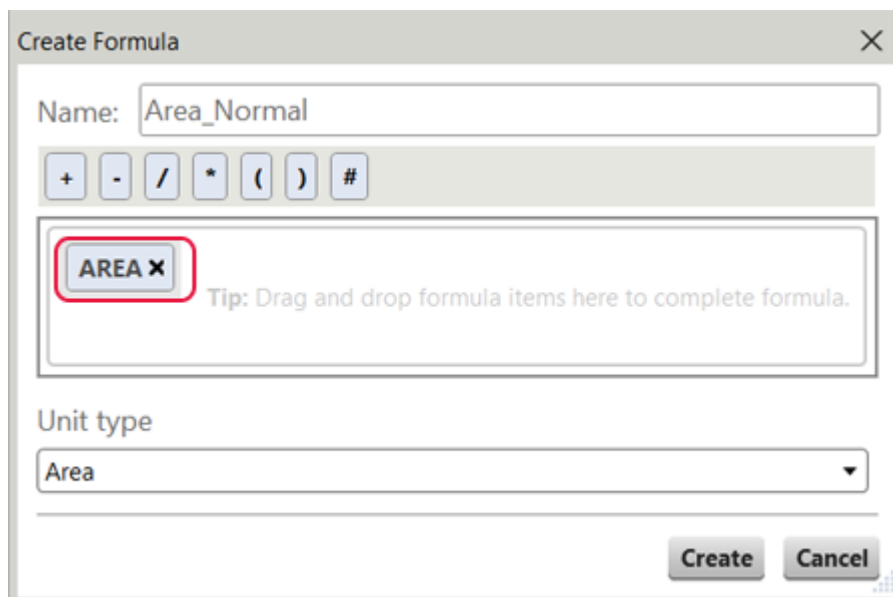 Create Formula
Name: Area_Normal
+ - / * ( ) #
AREA ×
Tip: Drag and drop formula items here to complete formula.
Unit type
Area
Create Cancel